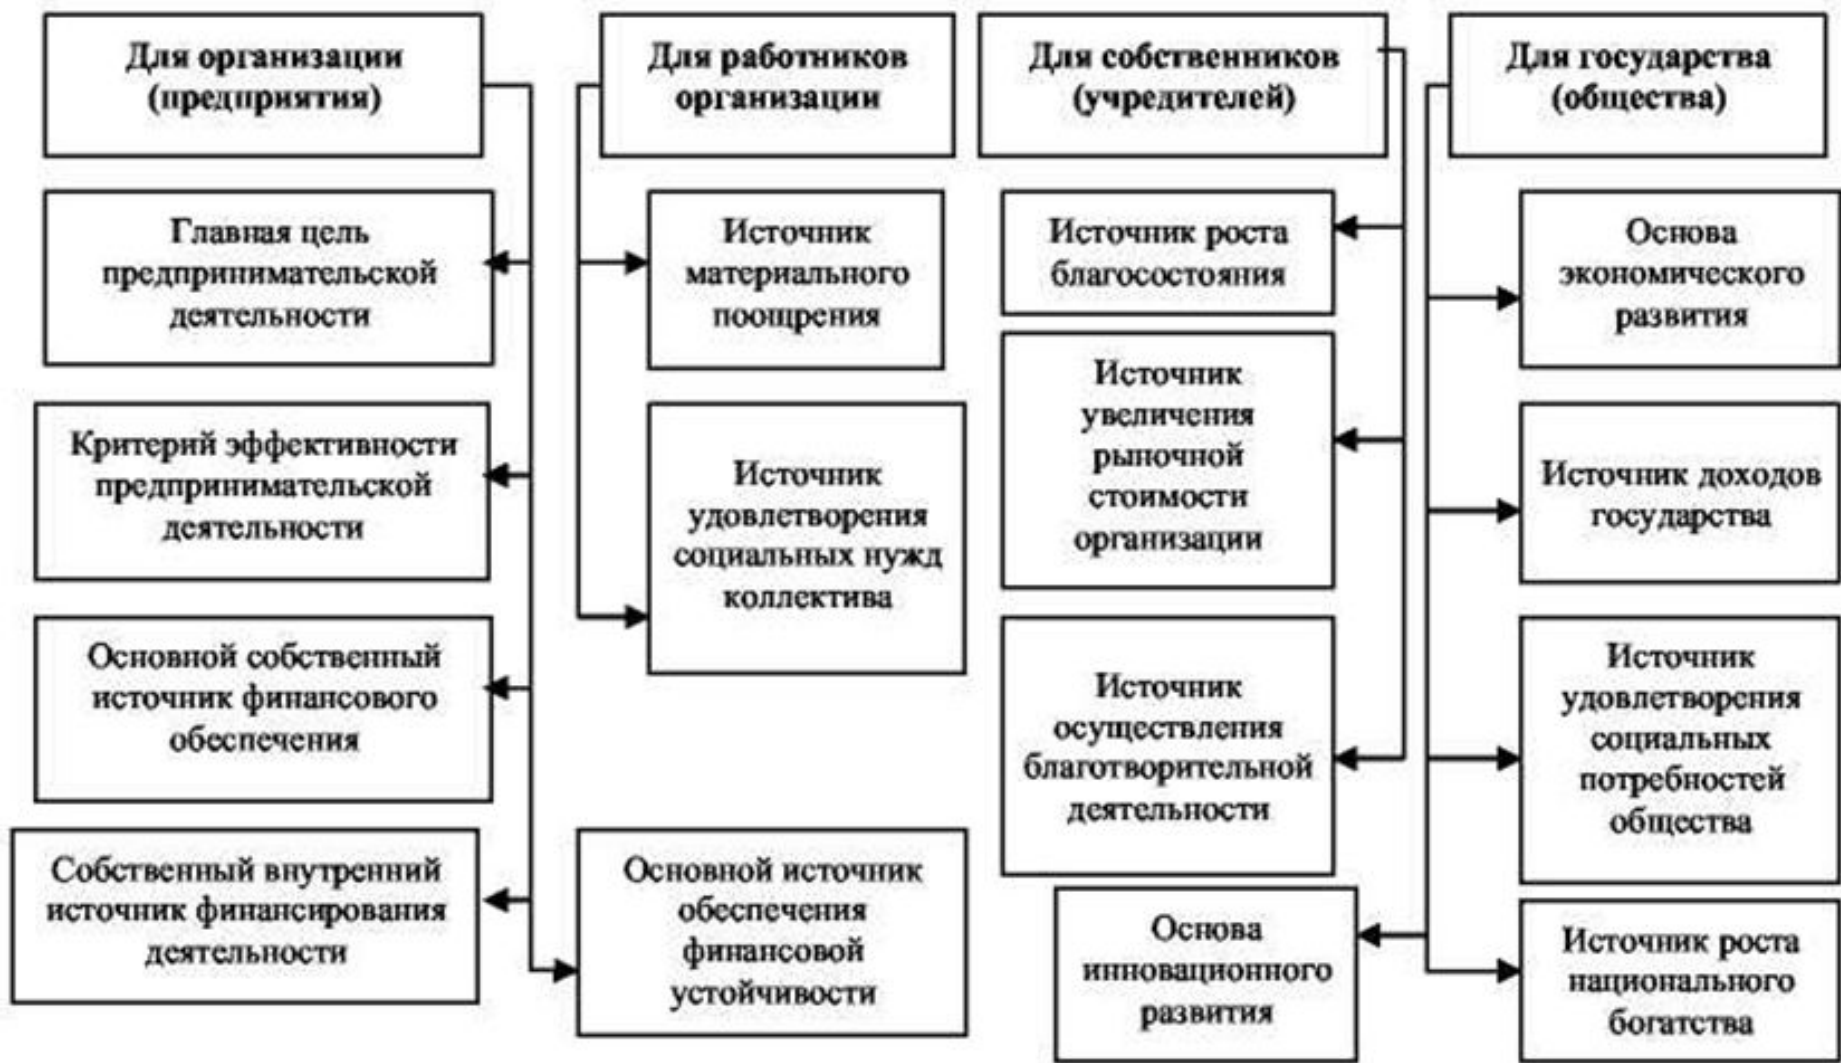 Для организации
(предприятия)
Главная цель
предпринимательской
деятельности
Критерий эффективности
предпринимательской
деятельности
Основной собственный
источник финансового
обеспечения
Собственный внутренний
источник финансирования
деятельности
Основной источник
обеспечения
финансовой
устойчивости
Для работников
организации
Источник
материального
поощрения
Источник
удовлетворения
социальных нужд
коллектива
Для собственников
(учредителей)
Источник роста
благосостояния
Источник
увеличения
рыночной
стоимости
организации
Источник
осуществления
благотворительной
деятельности
Для государства
(общества)
Основа
экономического
развития
Источник доходов
государства
Источник
удовлетворения
социальных
потребностей
общества
Основа
инновационного
развития
Источник роста
национального
богатства